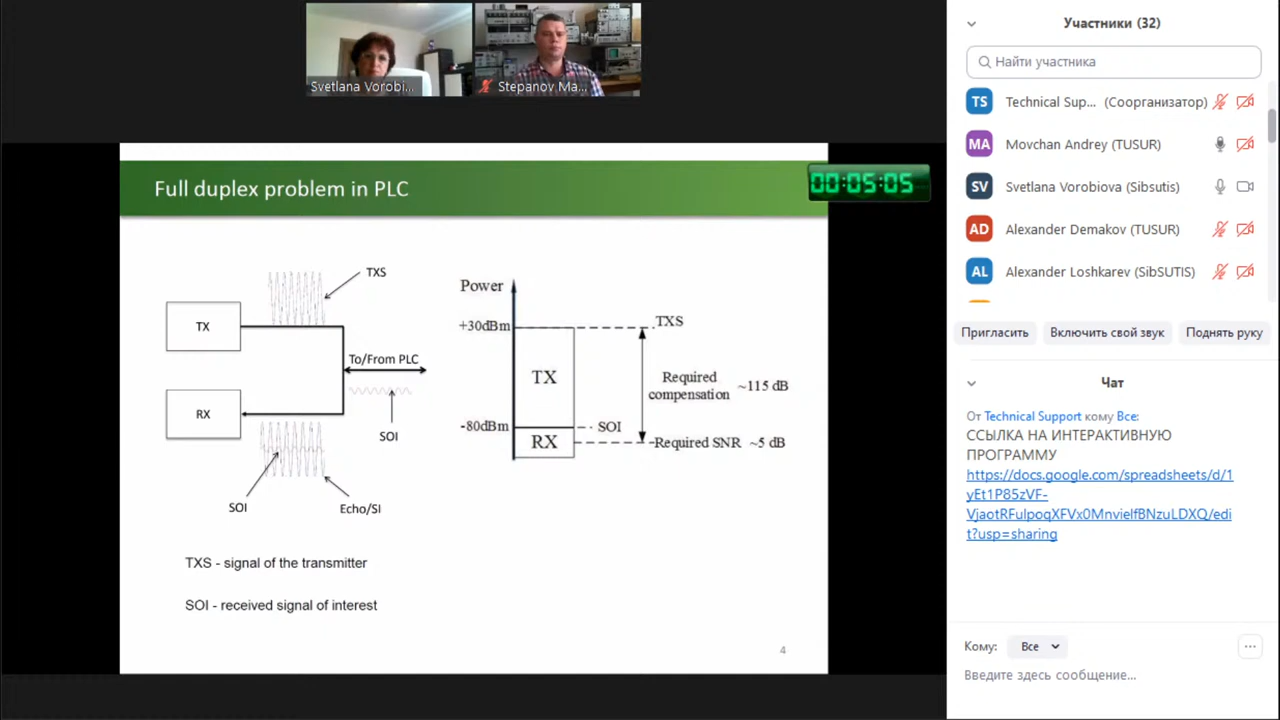 Svetlana Vorobi...
Stepanov Ma...
Full duplex problem in PLC
00:05:05
TXS
TX
To/From PLC
RX
SOI
SOI
Echo/SI
Power
+30dBm
TXS
TX
Required
compensation
~115 dB
-80dBm
SOI
RX
Required SNR ~5 dB
TXS - signal of the transmitter
SOI - received signal of interest
4
Участники (32)
Найти участника
TS Technical Sup... (Соорганизатор)
MA Movchan Andrey (TUSUR)
SV Svetlana Vorobiova (Sibsutis)
AD Alexander Demakov (TUSUR)
AL Alexander Loshkarev (SibSUTIS)
Пригласить Включить свой звук Поднять руку
Чат
От Technical Support кому Все:
ССЫЛКА НА ИНТЕРАКТИВНУЮ
ПРОГРАММУ
https://docs.google.com/spreadsheets/d/1
yEt1P85zVF-
VjaotRFulpoqXFVx0MnvielfBNzuLDXQ/edi
t?usp=sharing
Кому: Все
Введите здесь сообщение...